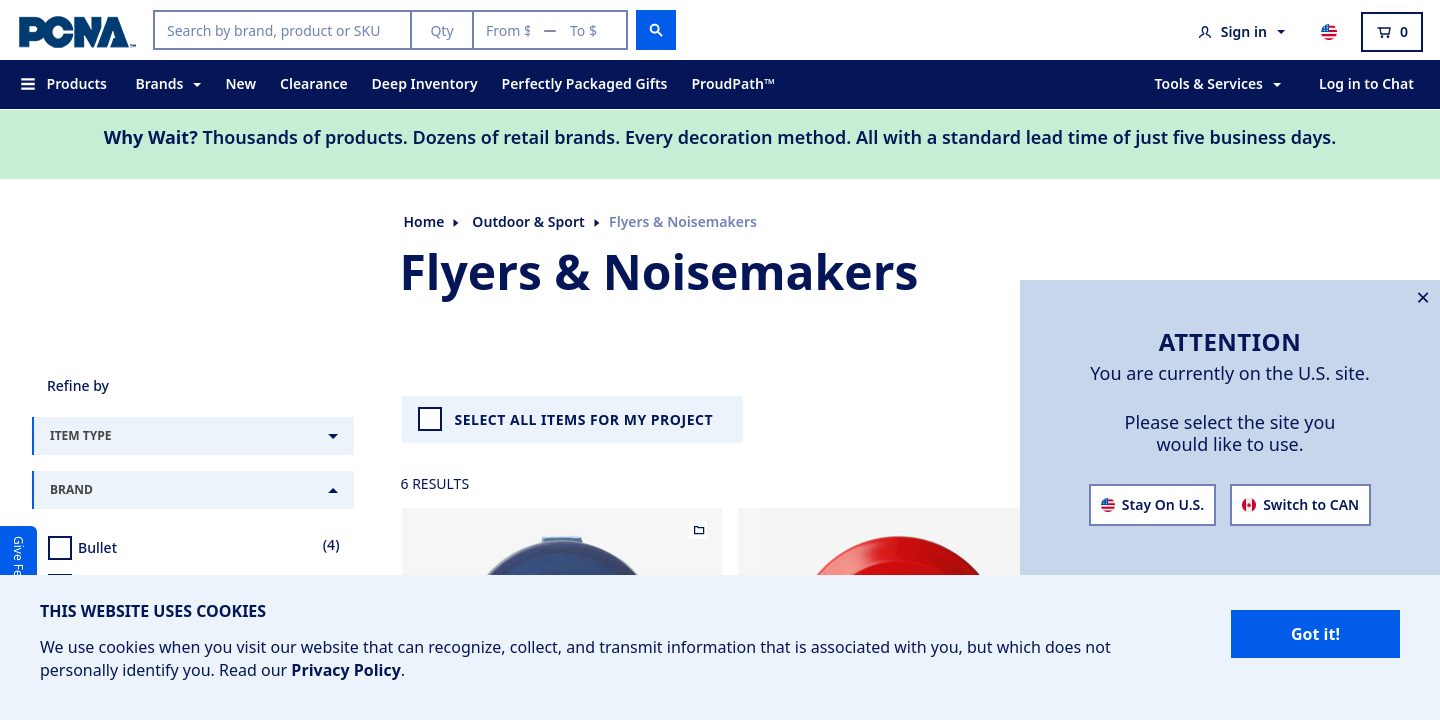 PCNA™
Search by brand, product or SKU
Qty
From $
—
To $
Sign in
0
Products
Brands
New
Clearance
Deep Inventory
Perfectly Packaged Gifts
ProudPath™
Tools & Services
Log in to Chat
Why Wait? Thousands of products. Dozens of retail brands. Every decoration method. All with a standard lead time of just five business days.
Home
Outdoor & Sport
Flyers & Noisemakers
Flyers & Noisemakers
ATTENTION
You are currently on the U.S. site.
Please select the site you
would like to use.
Stay On U.S.
Switch to CAN
Refine by
ITEM TYPE
BRAND
Bullet
(4)
SELECT ALL ITEMS FOR MY PROJECT
6 RESULTS
Give Fe
THIS WEBSITE USES COOKIES
We use cookies when you visit our website that can recognize, collect, and transmit information that is associated with you, but which does not
personally identify you. Read our Privacy Policy.
Got it!